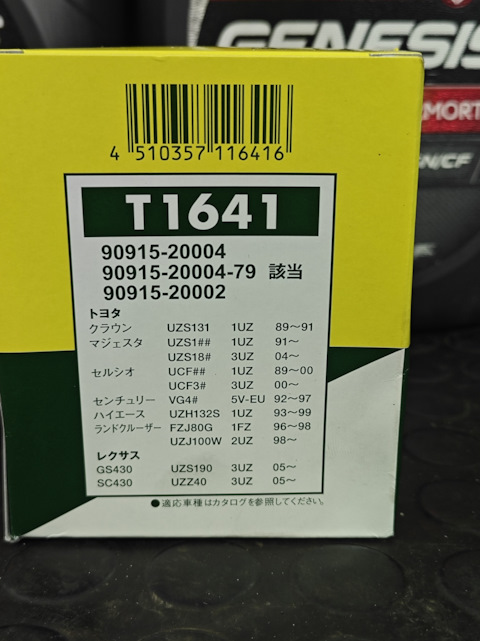 GENESIS
ARMORT
SN/CF
4 510357 116416
T1641
90915-20004
90915-20004-79 該当
90915-20002
トヨタ
クラウン UZS131 1UZ 89〜91
マジェスタ UZS1## 1UZ 91〜
UZS18# 3UZ 04〜
セルシオ UCF## 1UZ 89〜00
UCF3# 3UZ 00〜
センチュリー VG4# 5V-EU 92〜97
ハイエース UZH132S 1UZ 93〜99
ランドクルーザー FZJ80G 1FZ 96〜98
UZJ100W 2UZ 98〜
レクサス
GS430 UZS190 3UZ 05〜
SC430 UZZ40 3UZ 05〜
●適応車種はカタログを参照してください。